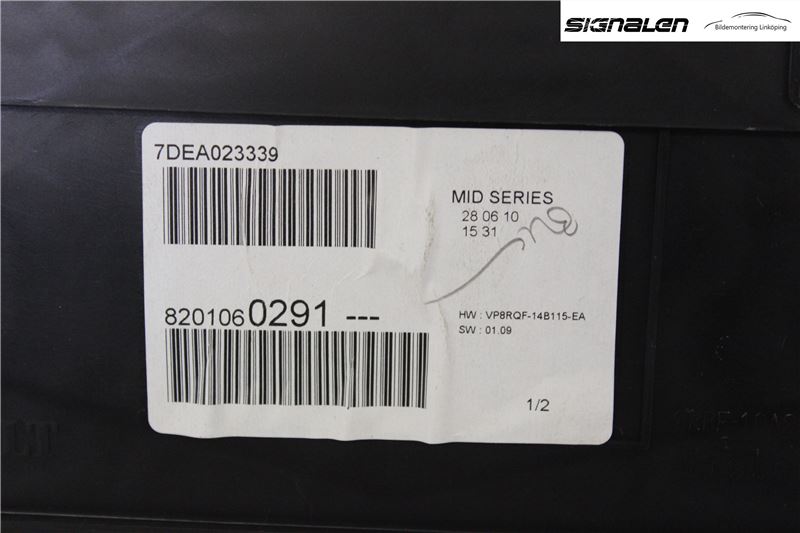 SIGNALEN
Bildemontering Linköping
7DEA023339
MID SERIES
28 06 10
15 31
8201060291 ---
HW : VP8RQF-14B115-EA
SW : 01.09
1/2